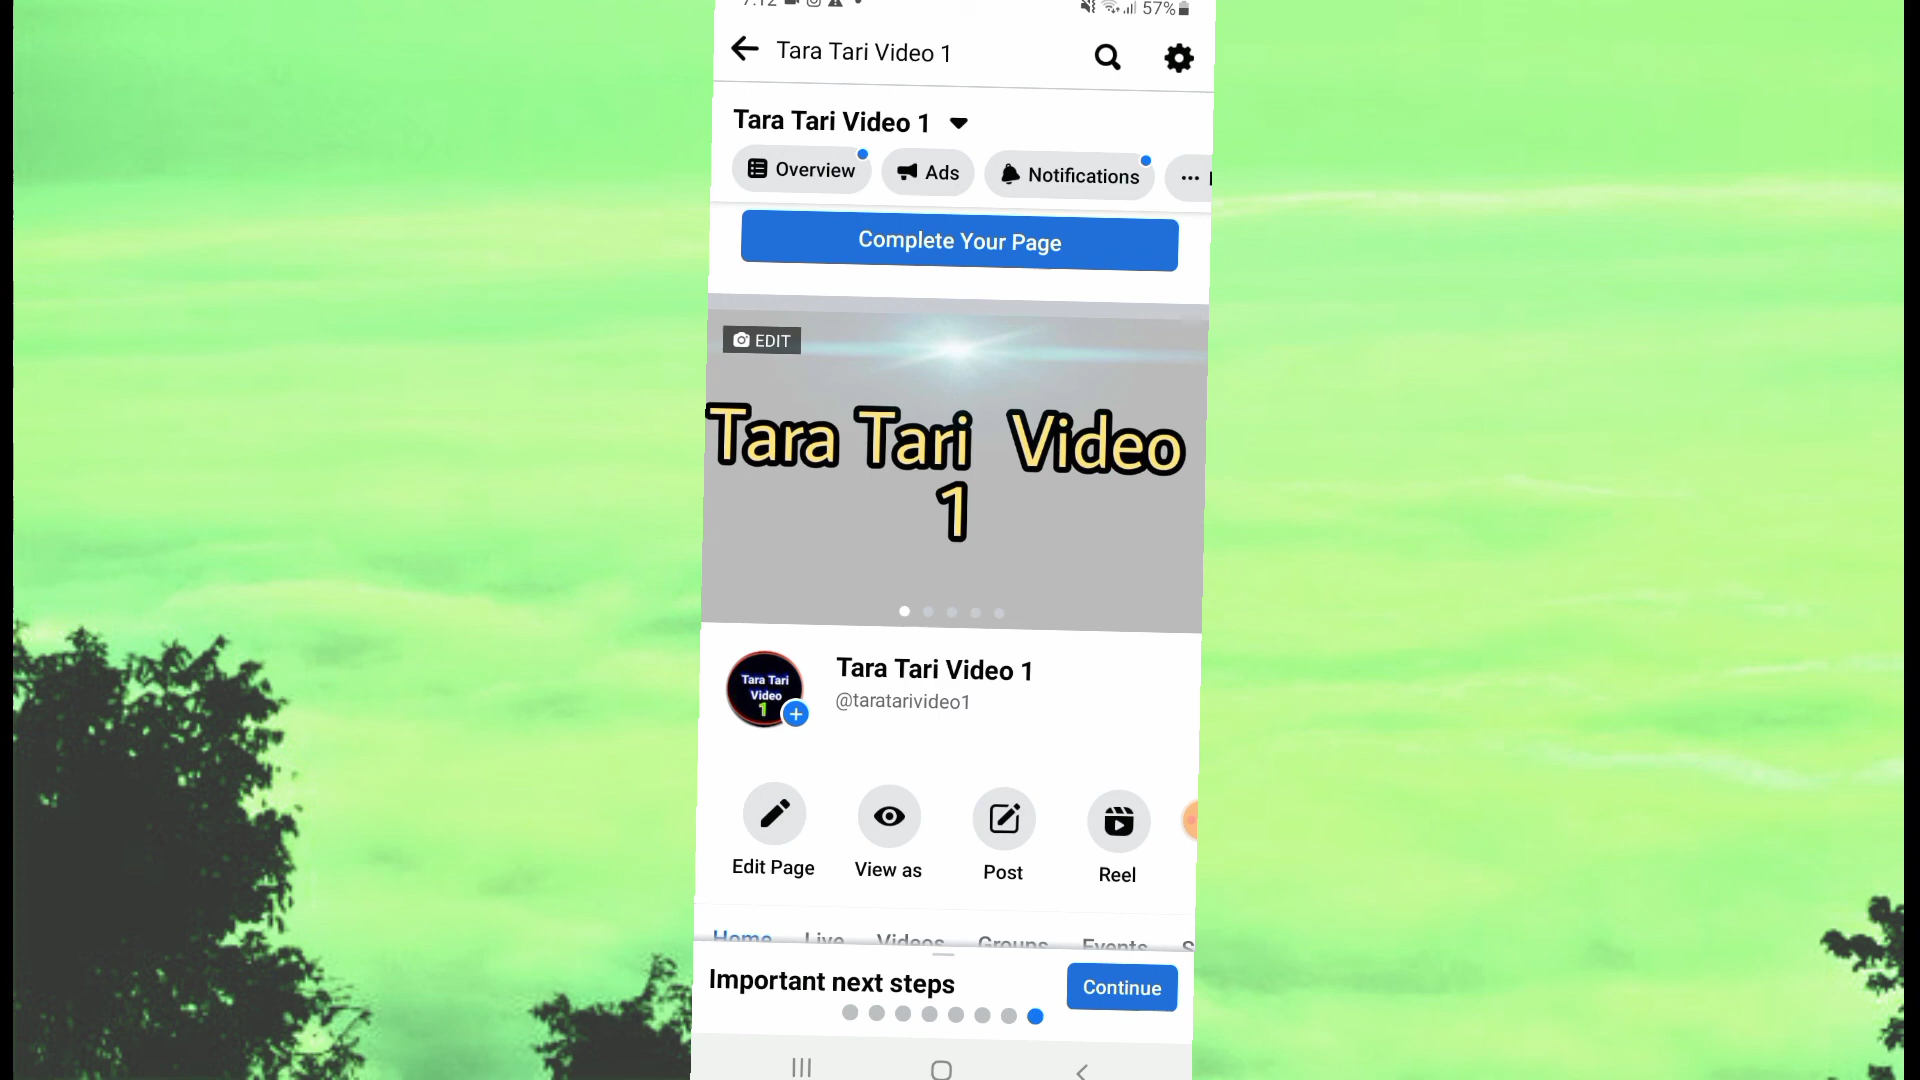 7:12
57%
Tara Tari Video 1
Tara Tari Video 1
Overview
Ads
Notifications
Complete Your Page
EDIT
Tara Tari Video
1
Tara Tari
Video
1
Tara Tari Video 1
@taratarivideo1
Edit Page
View as
Post
Reel
Home Live Videos Groups Events S
Important next steps
Continue